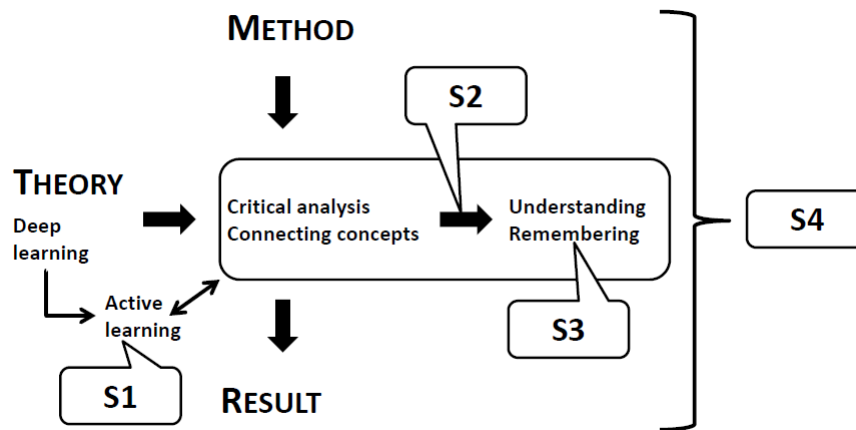 METHOD
S2
THEORY
Deep
learning
Critical analysis
Connecting concepts
Understanding
Remembering
S4
Active
learning
S3
S1
RESULT